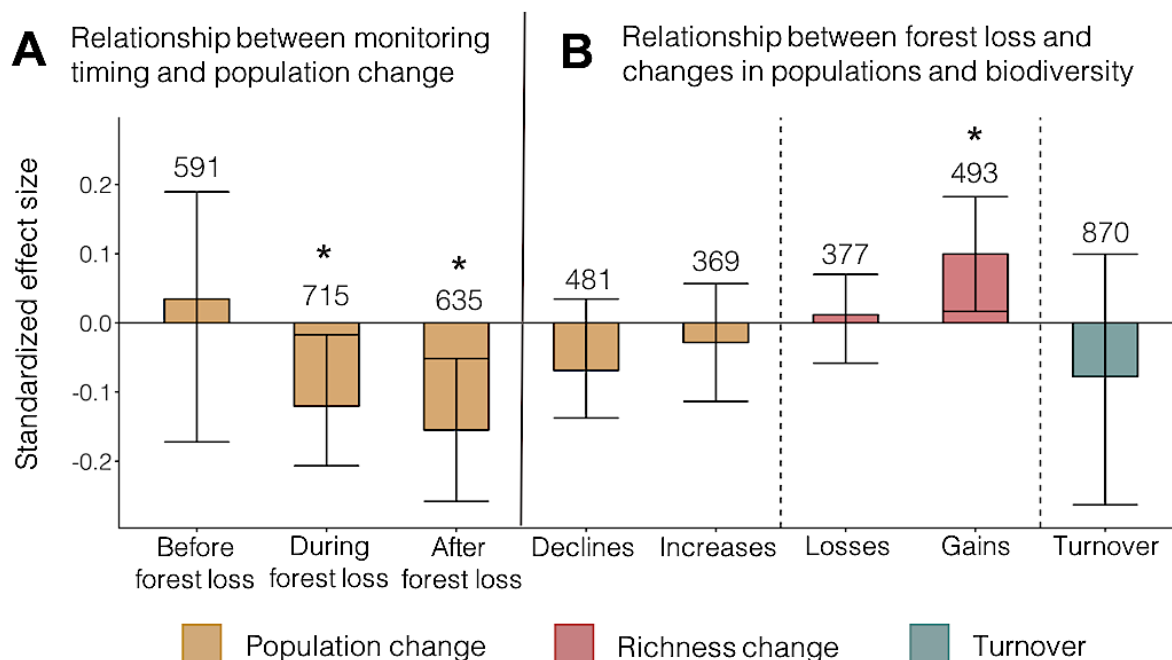 A
Relationship between monitoring
timing and population change
B
Relationship between forest loss and
changes in populations and biodiversity
Standardized effect size
0.2
0.1
0.0
-0.1
-0.2
591
*
715
*
635
481
369
377
*
493
870
Before
forest loss
During
forest loss
After
forest loss
Declines
Increases
Losses
Gains
Turnover
Population change
Richness change
Turnover